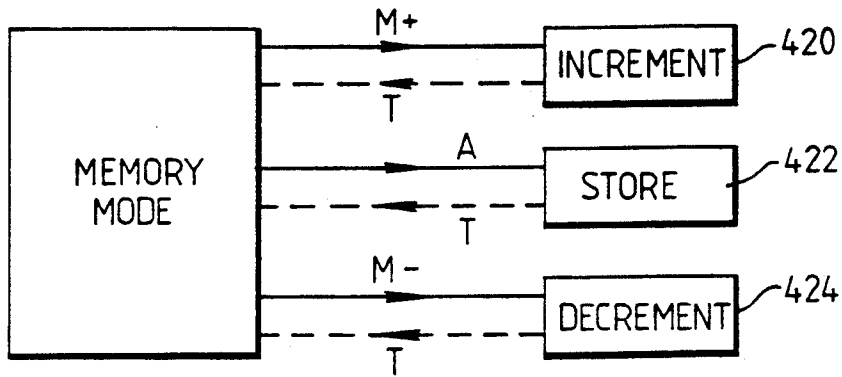 M+
INCREMENT
420
T
MEMORY
MODE
A
STORE
422
T
M-
DECREMENT
424
T